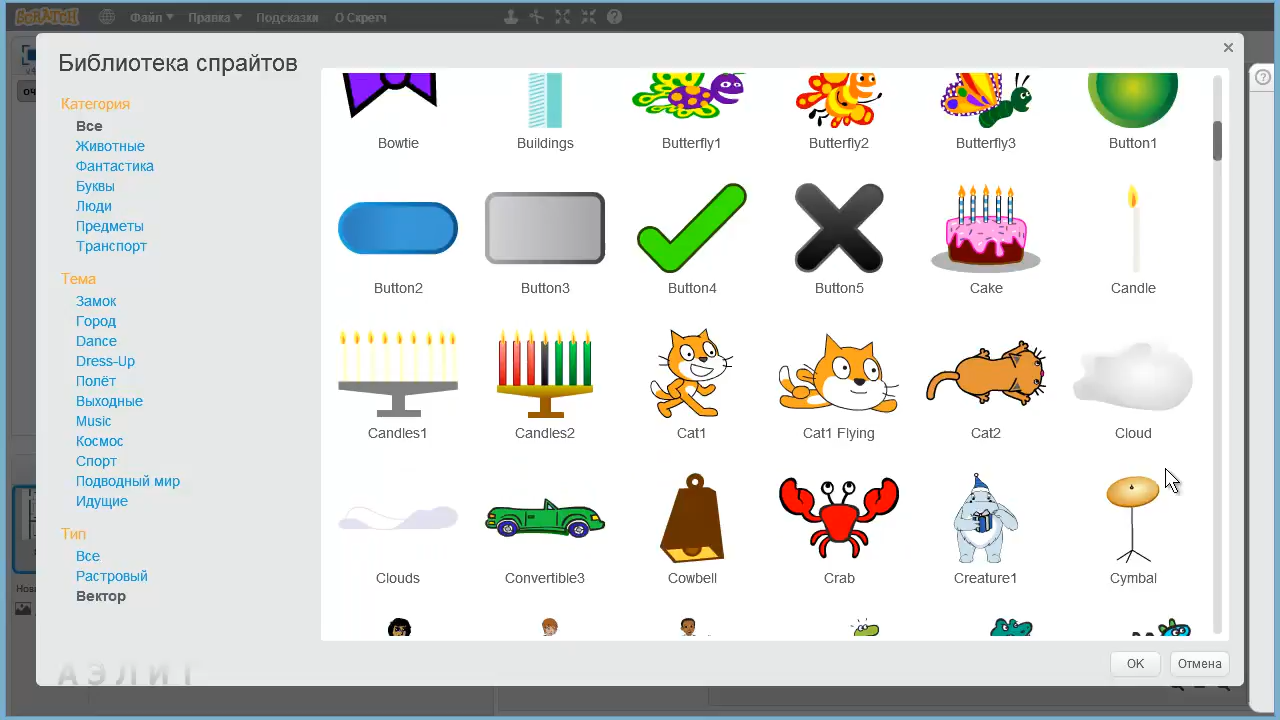 SCRATCH Файл Правка Подсказки О Скретч
Библиотека спрайтов
Категория
Все
Животные
Фантастика
Буквы
Люди
Предметы
Транспорт
Тема
Замок
Город
Dance
Dress-Up
Полёт
Выходные
Music
Космос
Спорт
Подводный мир
Идущие
Тип
Все
Растровый
Вектор
Bowtie Buildings Butterfly1 Butterfly2 Butterfly3 Button1
Button2 Button3 Button4 Button5 Cake Candle
Candles1 Candles2 Cat1 Cat1 Flying Cat2 Cloud
Clouds Convertible3 Cowbell Crab Creature1 Cymbal
OK Отмена
АЭЛИТ